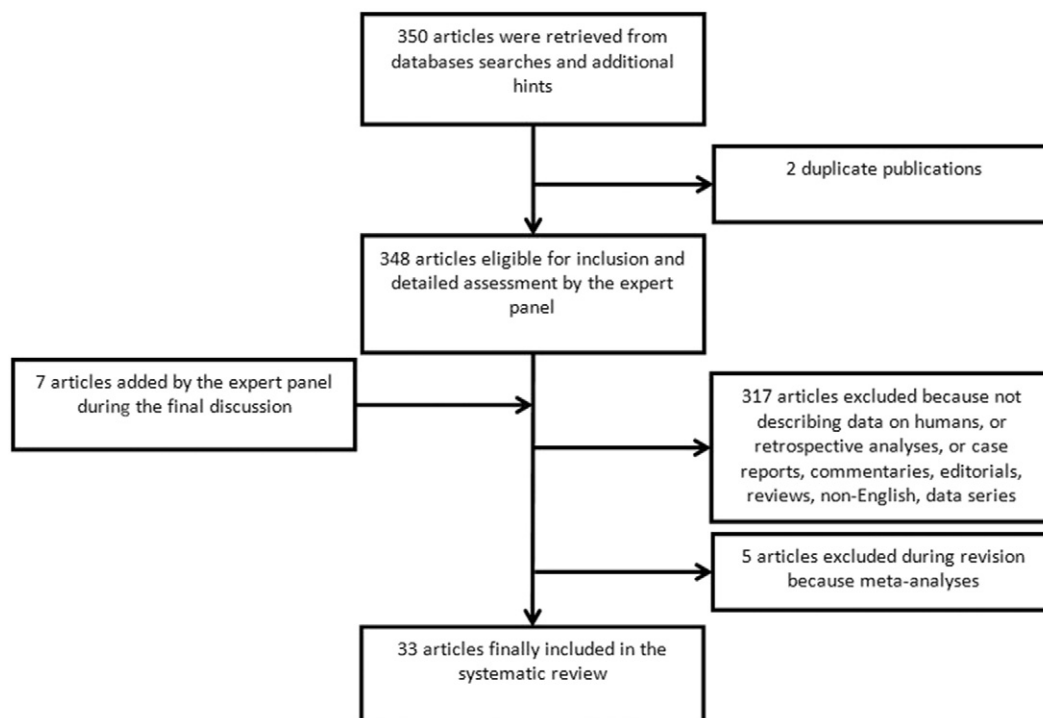 350 articles were retrieved from
databases searches and additional
hints
2 duplicate publications
348 articles eligible for inclusion and
detailed assessment by the expert
panel
7 articles added by the expert panel
during the final discussion
317 articles excluded because not
describing data on humans, or
retrospective analyses, or case
reports, commentaries, editorials,
reviews, non-English, data series
5 articles excluded during revision
because meta-analyses
33 articles finally included in the
systematic review